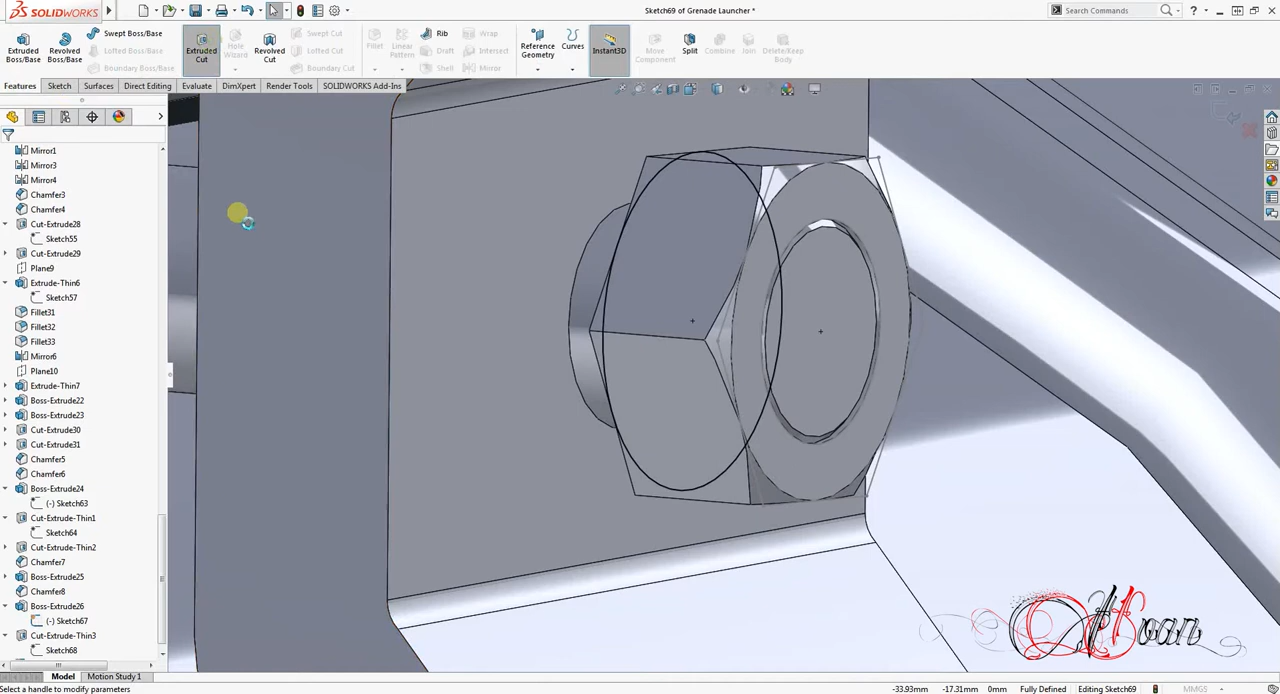 SOLIDWORKS
Sketch69 of Grenade Launcher *
Search Commands
Extruded Boss/Base
Revolved Boss/Base
Swept Boss/Base
Lofted Boss/Base
Boundary Boss/Base
Extruded Cut
Hole Wizard
Revolved Cut
Swept Cut
Lofted Cut
Boundary Cut
Fillet
Linear Pattern
Rib
Draft
Shell
Wrap
Intersect
Mirror
Reference Geometry
Curves
Instant3D
Move Component
Split
Combine
Join
Delete/Keep Body
Features
Sketch
Surfaces
Direct Editing
Evaluate
DimXpert
Render Tools
SOLIDWORKS Add-Ins
Mirror1
Mirror3
Mirror4
Chamfer3
Chamfer4
Cut-Extrude28
Sketch55
Cut-Extrude29
Plane9
Extrude-Thin6
Sketch57
Fillet31
Fillet32
Fillet33
Mirror6
Plane10
Extrude-Thin7
Boss-Extrude22
Boss-Extrude23
Cut-Extrude30
Cut-Extrude31
Chamfer5
Chamfer6
Boss-Extrude24
(-) Sketch63
Cut-Extrude-Thin1
Sketch64
Cut-Extrude-Thin2
Chamfer7
Boss-Extrude25
Chamfer8
Boss-Extrude26
(-) Sketch67
Cut-Extrude-Thin3
Sketch68
Model
Motion Study 1
Select a handle to modify parameters
-33.93mm
-17.31mm
0mm
Fully Defined
Editing Sketch69
MMGS